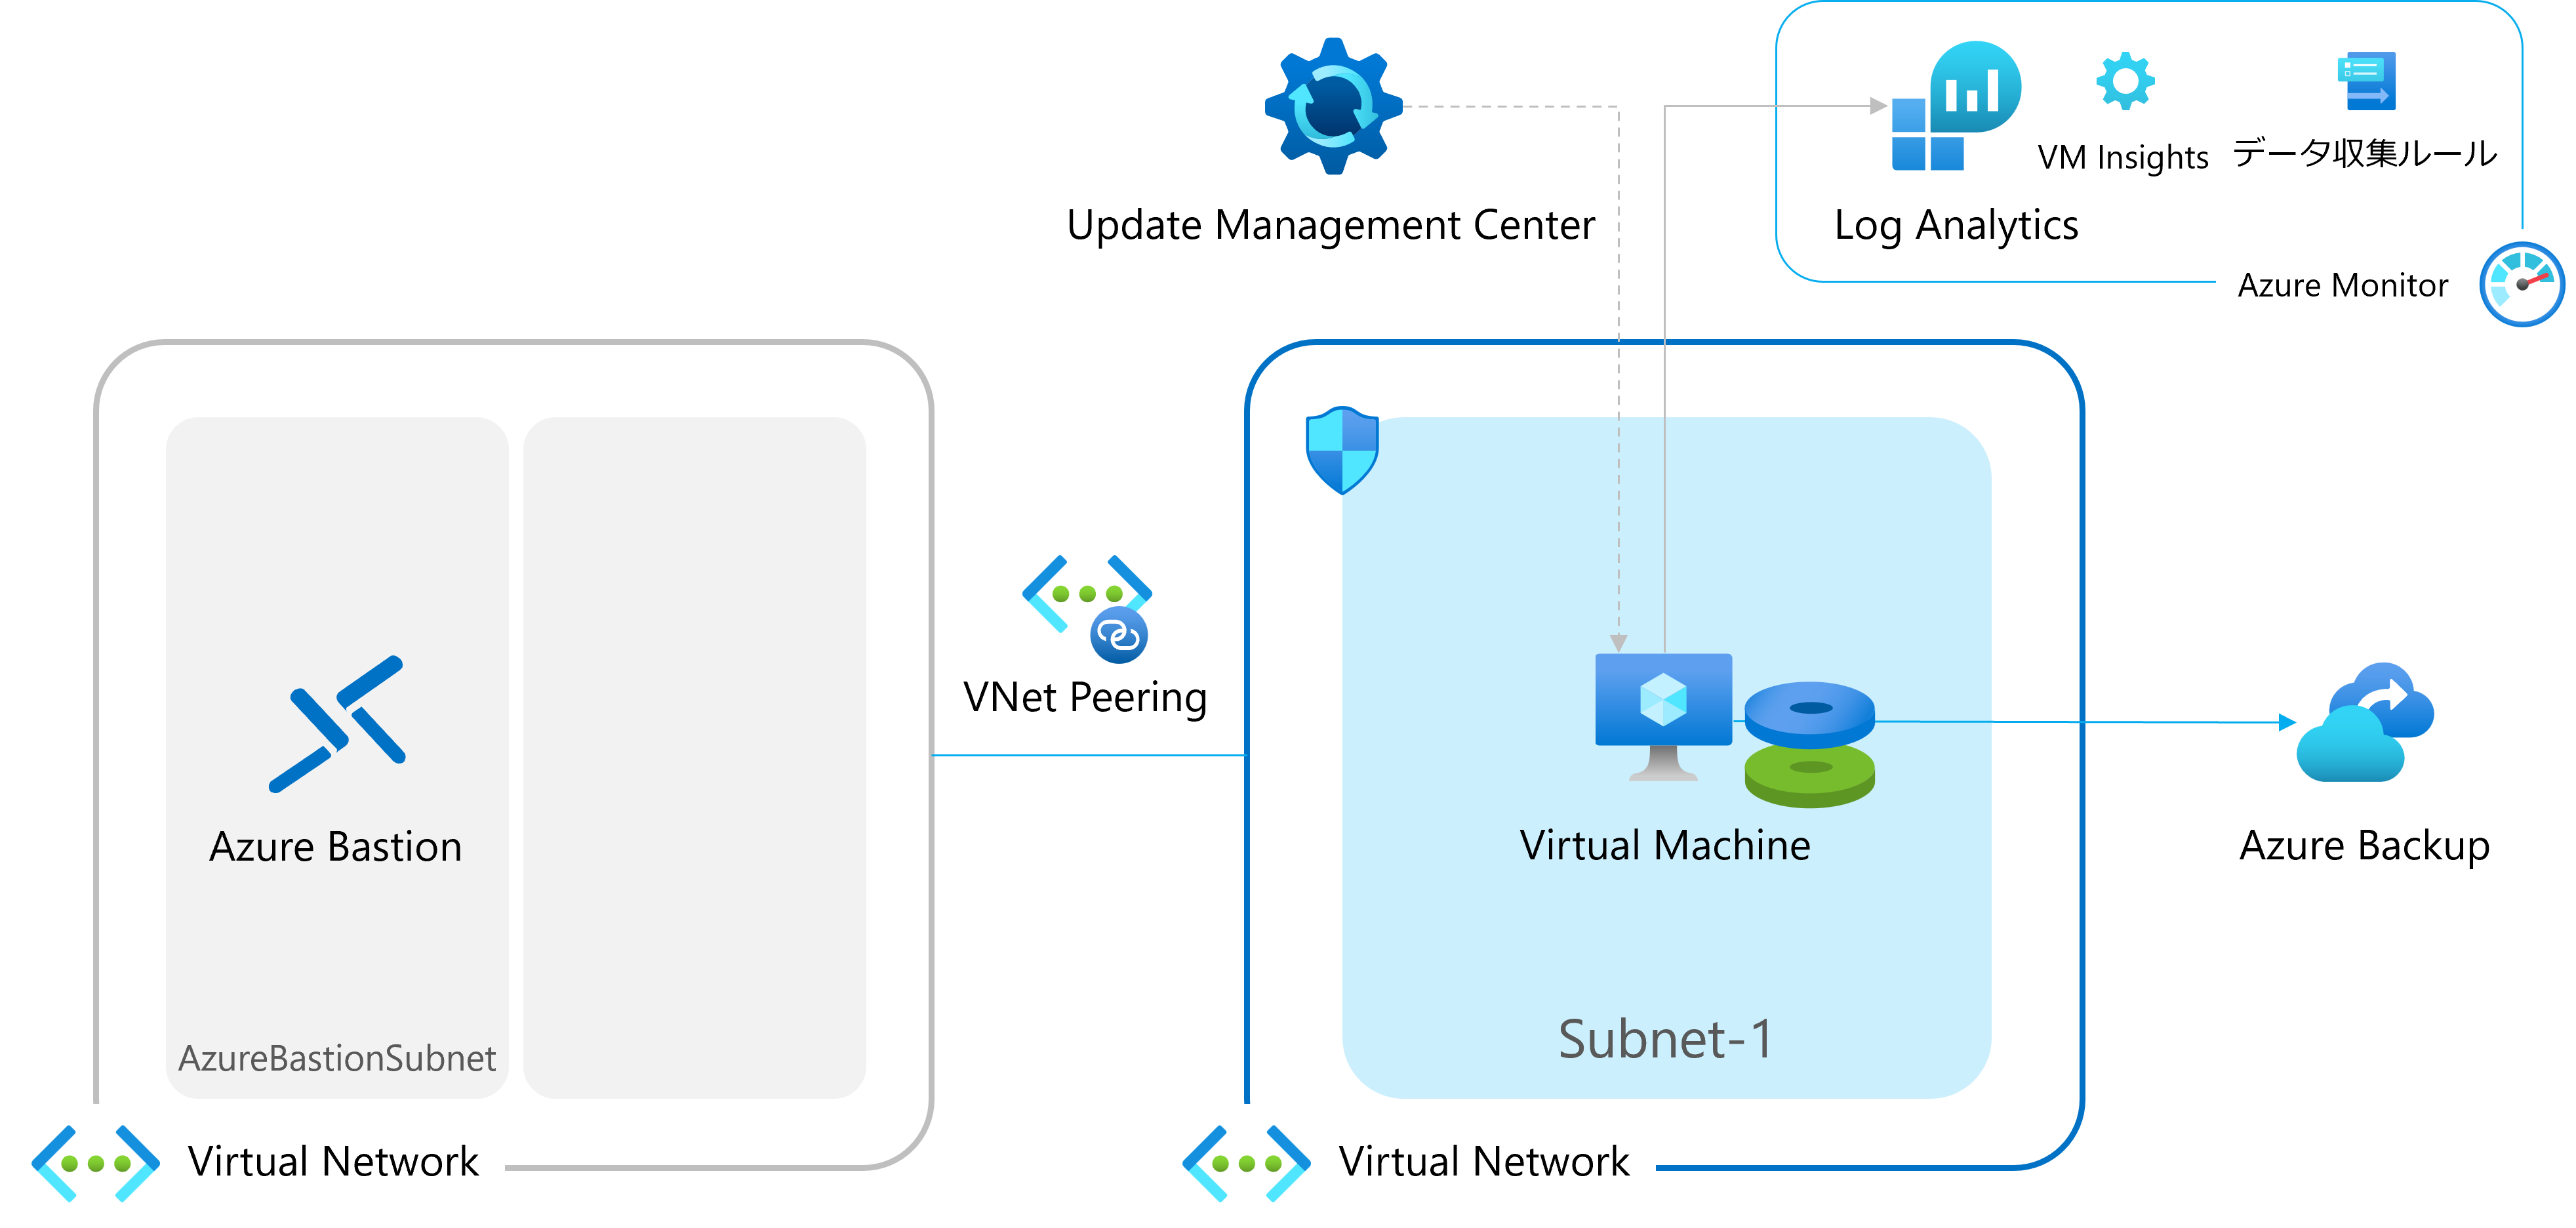 Update Management Center
Log Analytics
VM Insights
データ収集ルール
Azure Monitor
VNet Peering
Azure Bastion
AzureBastionSubnet
Virtual Network
Virtual Machine
Subnet-1
Virtual Network
Azure Backup